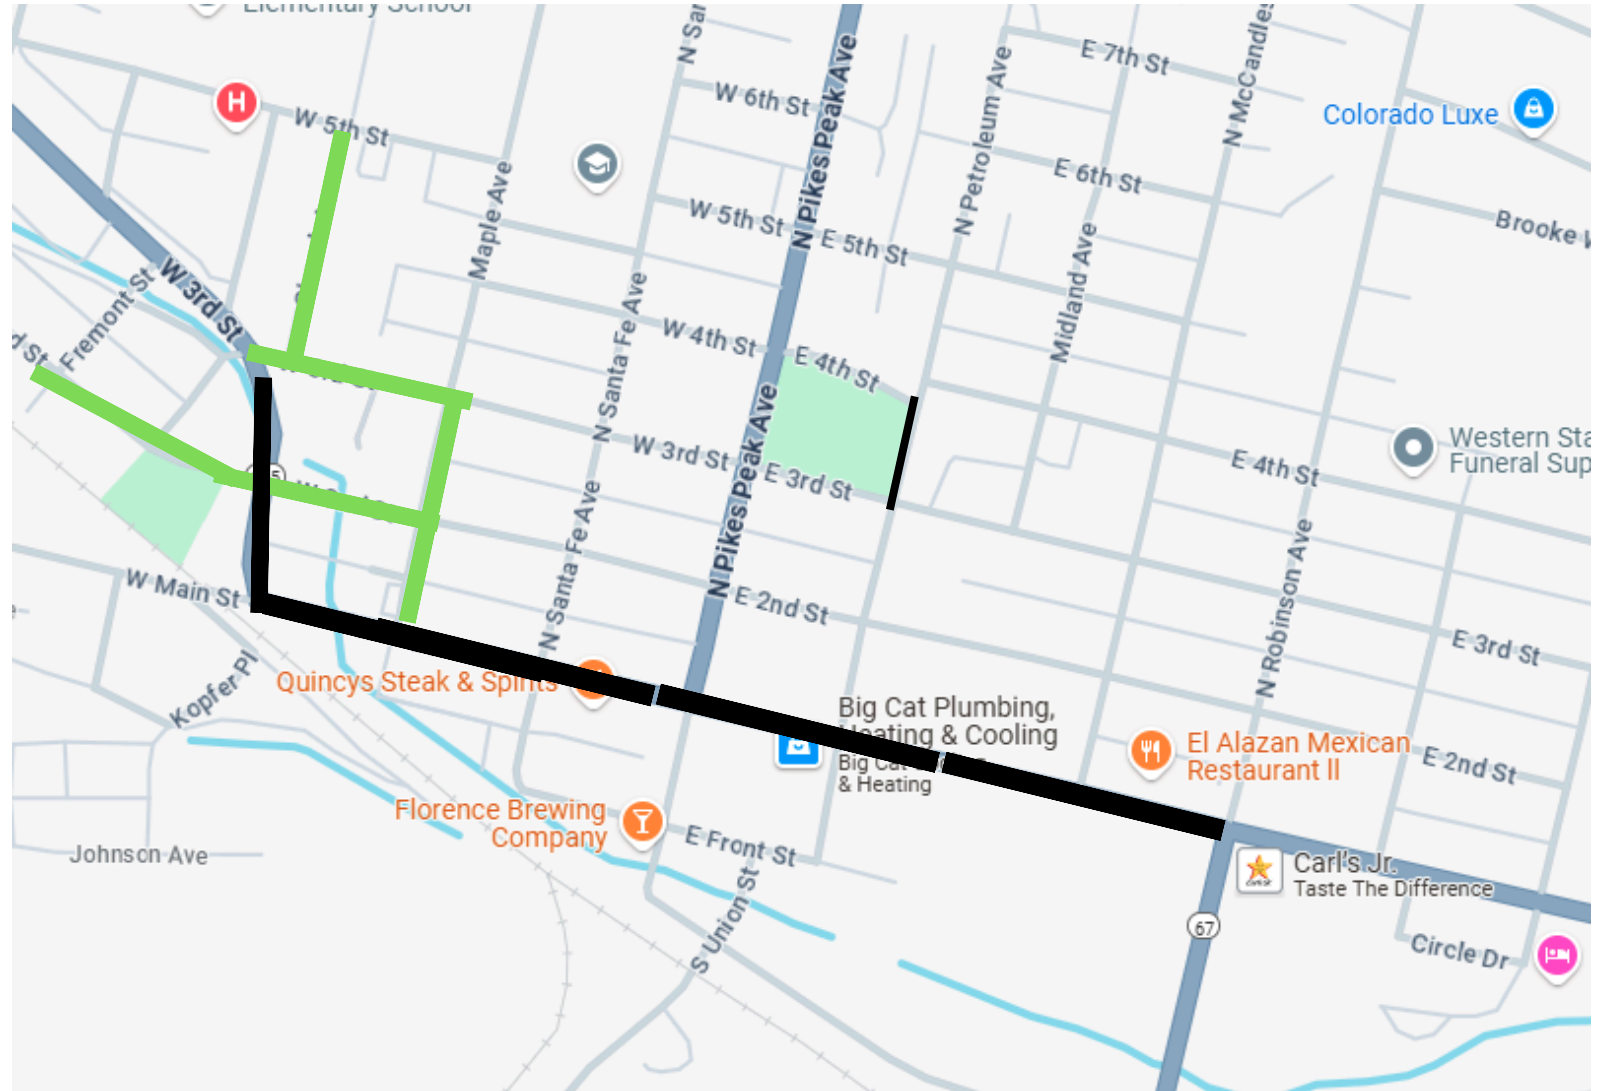 Elementary School
N McCandles
E 7th St
N Pikes Peak Ave
N Petroleum Ave
W 6th St
H
Colorado Luxe
W 5th St
E 6th St
Maple Ave
W 5th St
E 5th St
Brooke
W 3rd St
Fremont St
Midland Ave
N Santa Fe Ave
W 4th St
E 4th St
d St
N Pikes Peak Ave
W 3rd St
E 3rd St
E 4th St
Western Sta
Funeral Sup
N Santa Fe Ave
W Main St
E 2nd St
N Robinson Ave
E 3rd St
Kopfer Pl
Quincys Steak & Spirits
Big Cat Plumbing,
Heating & Cooling
Big Cat
& Heating
El Alazan Mexican
Restaurant ll
E 2nd St
Florence Brewing
Company
E Front St
Johnson Ave
Carl's Jr.
Taste The Difference
S Union St
67
Circle Dr